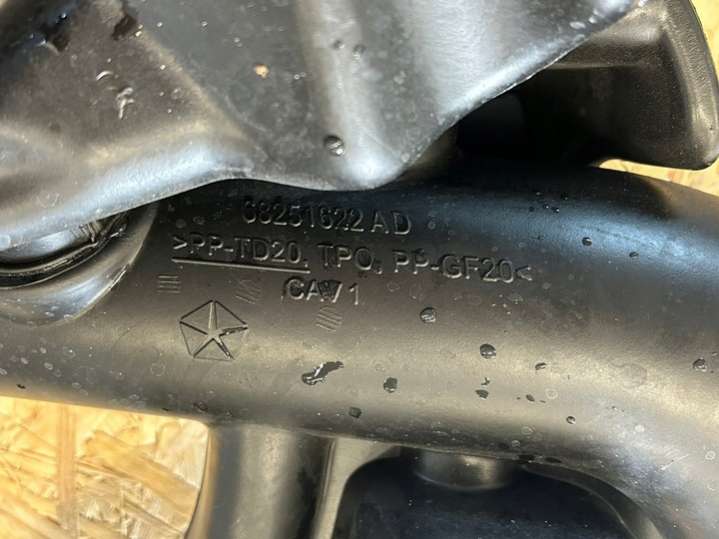 68251622 AD
>PP-TD20, TPO, PP-GF20<
CAV 1